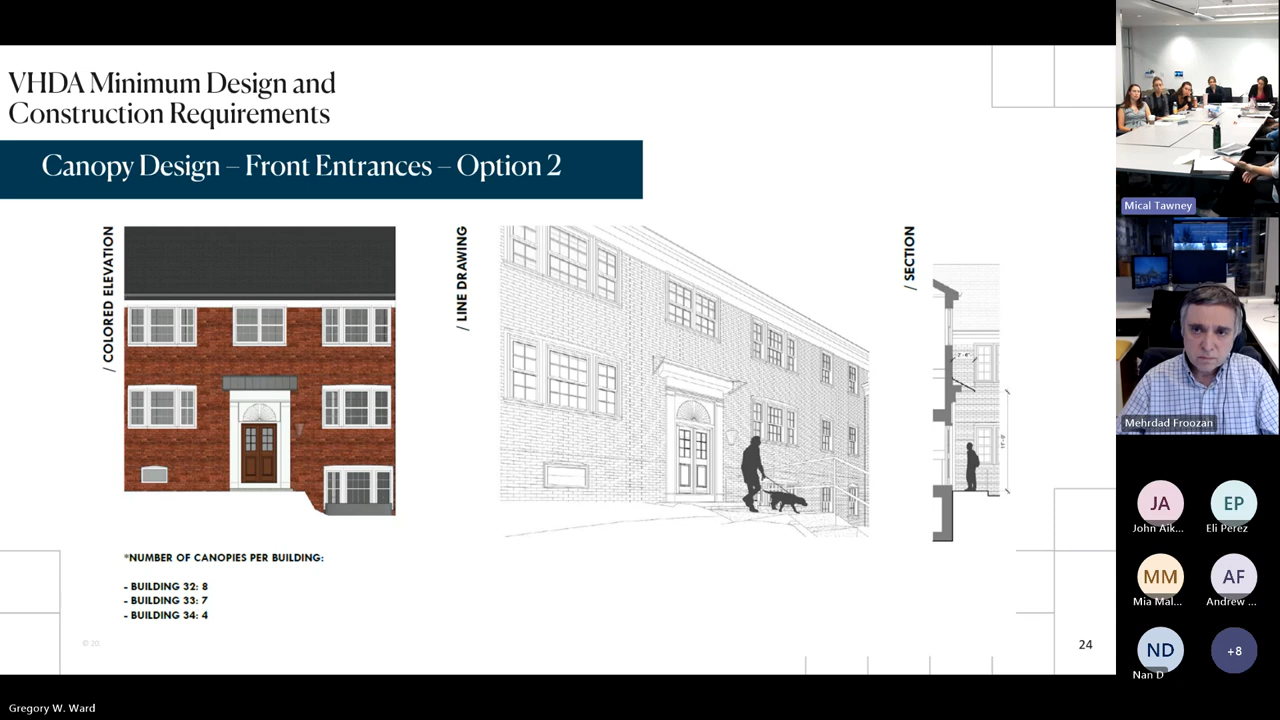 VHDA Minimum Design and
Construction Requirements
Canopy Design – Front Entrances – Option 2
/ COLORED ELEVATION
/ LINE DRAWING
/ SECTION
*NUMBER OF CANOPIES PER BUILDING:
- BUILDING 32: 8
- BUILDING 33: 7
- BUILDING 34: 4
© 20
24
Mical Tawney
Mehrdad Froozan
JA
John Aik...
EP
Eli Perez
MM
Mia Mal...
AF
Andrew ...
ND
Nan D
+8
Gregory W. Ward